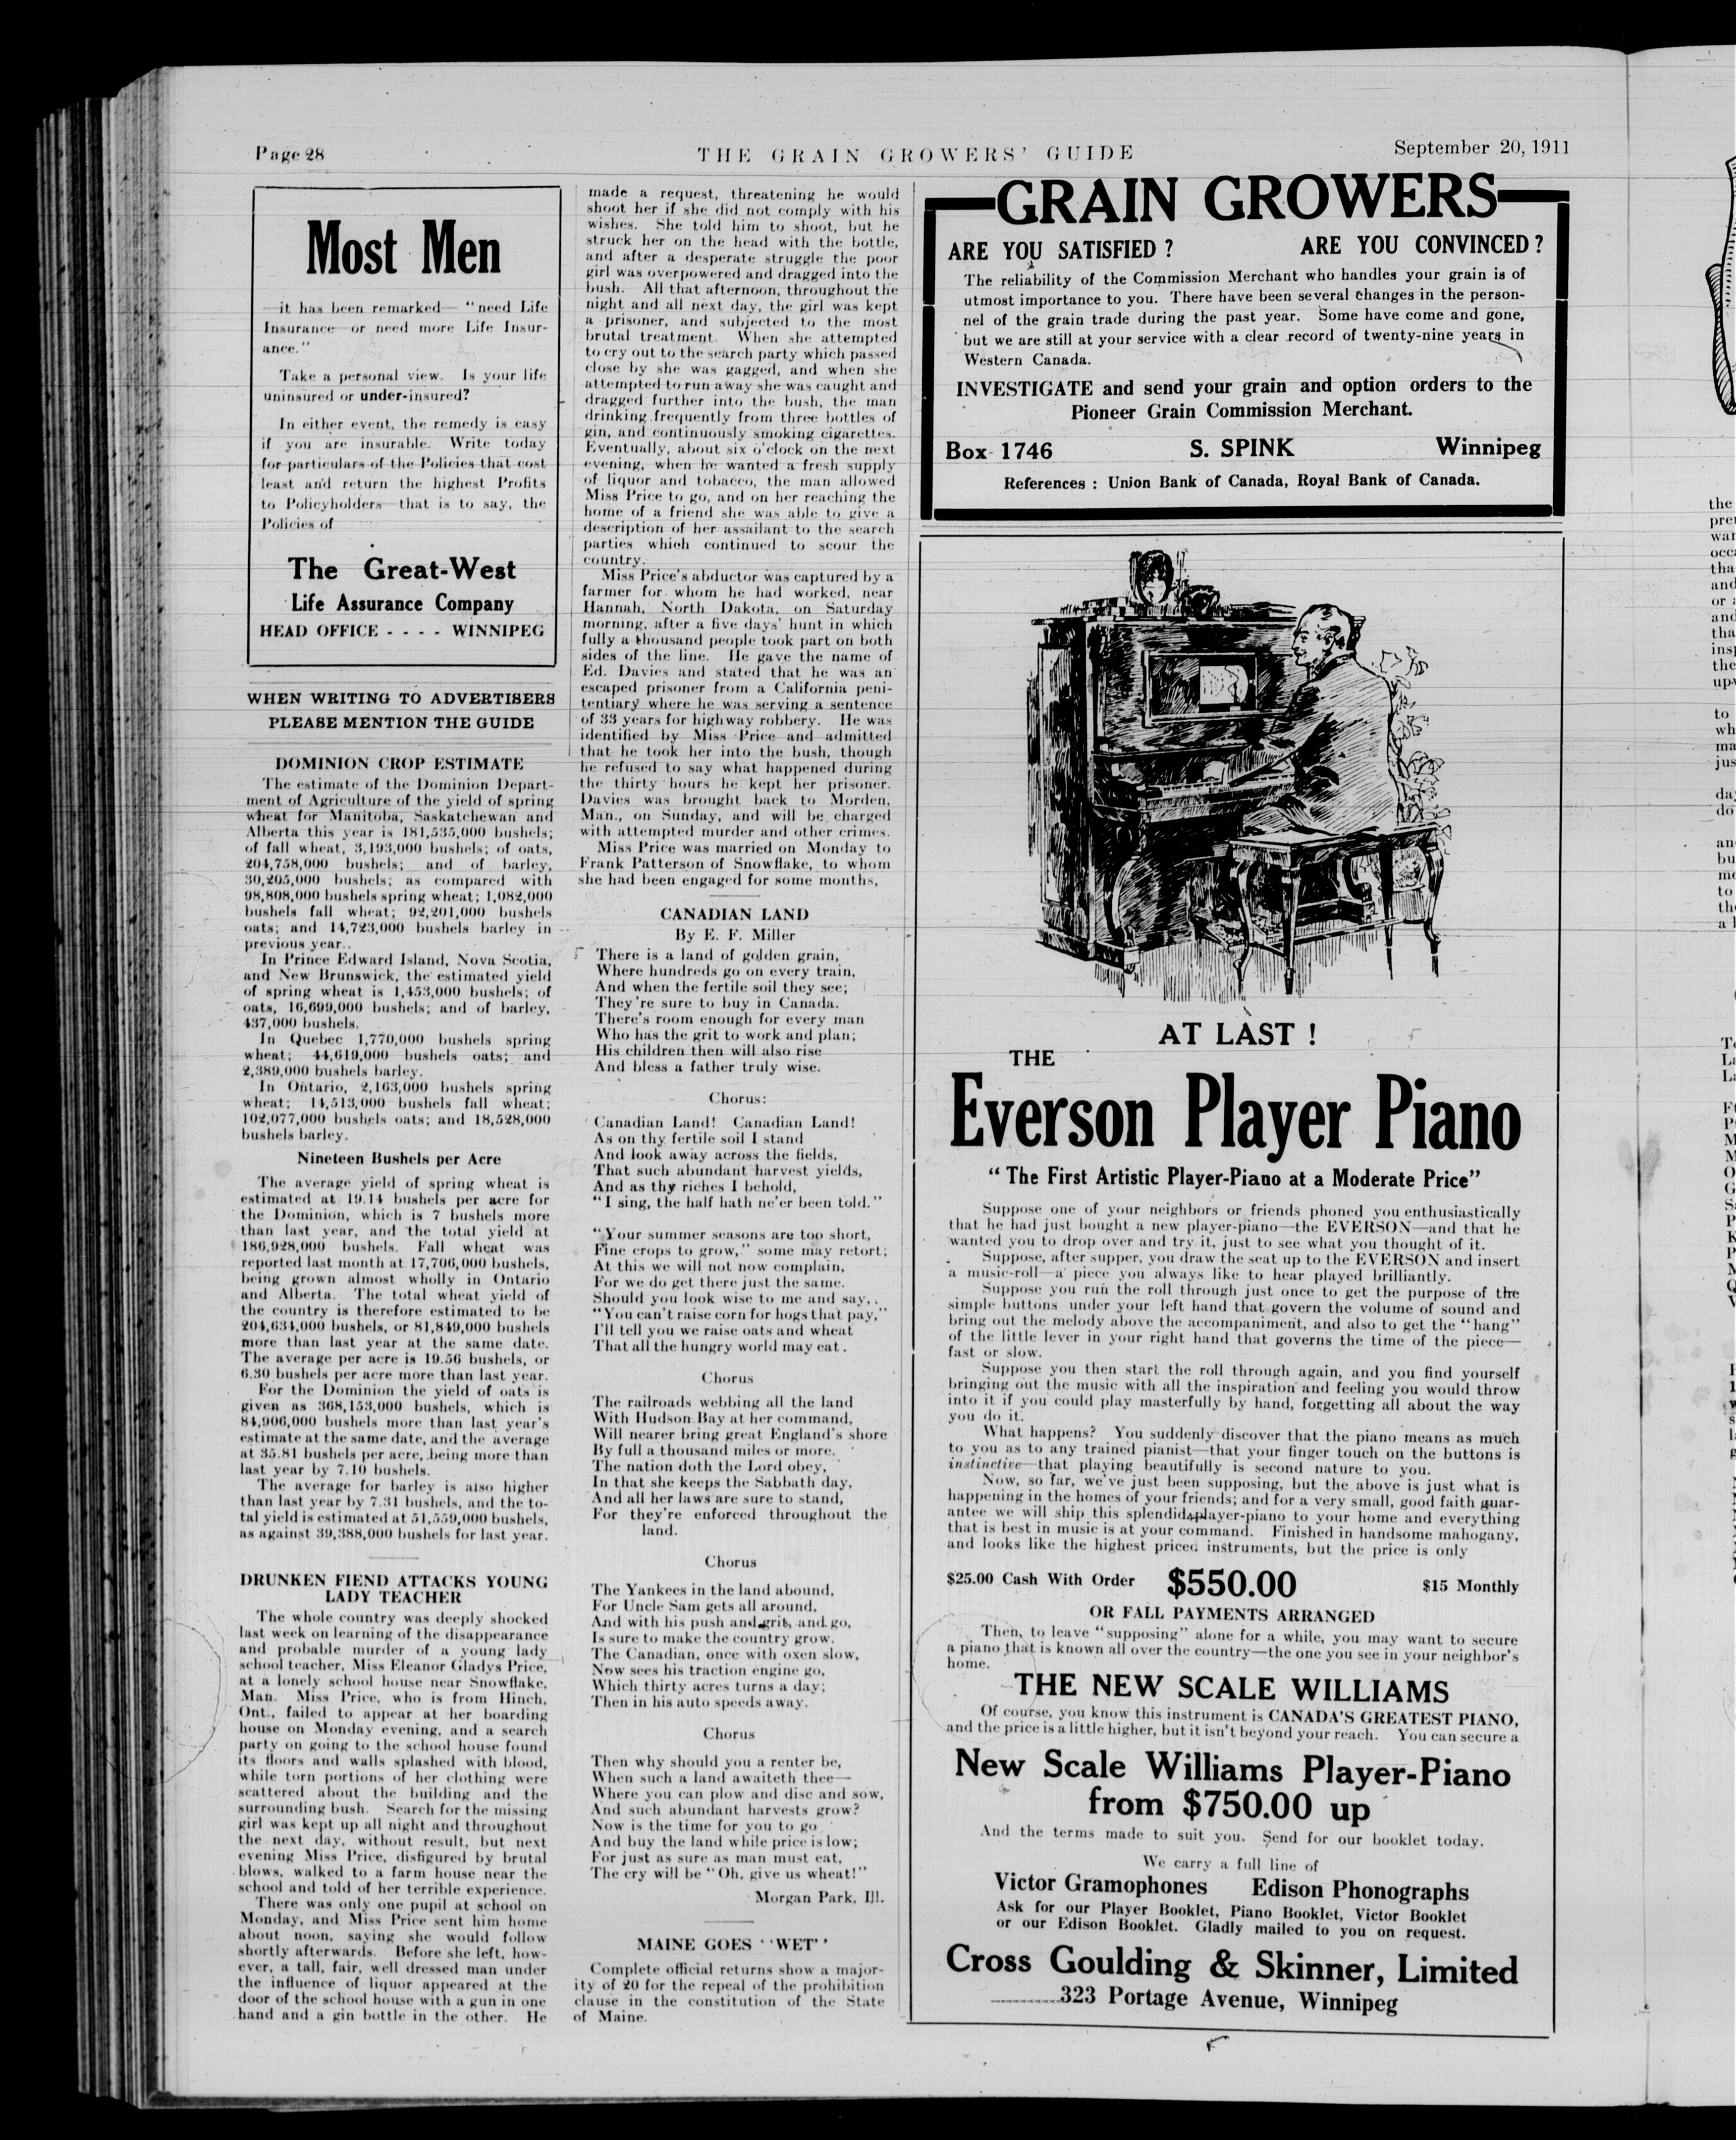 Page 28
THE GRAIN GROWERS' GUIDE
September 20, 1911
Most Men
—it has been remarked—"need Life
Insurance—or need more Life Insur-
ance."
Take a personal view. Is your life
uninsured or under-insured?
In either event, the remedy is easy
if you are insurable. Write today
for particulars of the Policies that cost
least and return the highest Profits
to Policyholders—that is to say, the
Policies of
The Great-West
Life Assurance Company
HEAD OFFICE - - - - WINNIPEG
WHEN WRITING TO ADVERTISERS
PLEASE MENTION THE GUIDE
DOMINION CROP ESTIMATE
The estimate of the Dominion Depart-
ment of Agriculture of the yield of spring
wheat for Manitoba, Saskatchewan and
Alberta this year is 181,535,000 bushels;
of fall wheat, 3,193,000 bushels; of oats,
204,758,000 bushels; and of barley,
30,205,000 bushels; as compared with
98,808,000 bushels spring wheat; 1,082,000
bushels fall wheat; 92,201,000 bushels
oats; and 14,723,000 bushels barley in
previous year..
In Prince Edward Island, Nova Scotia,
and New Brunswick, the estimated yield
of spring wheat is 1,453,000 bushels; of
oats, 16,699,000 bushels; and of barley,
437,000 bushels.
In Quebec 1,770,000 bushels spring
wheat; 44,619,000 bushels oats; and
2,389,000 bushels barley.
In Ontario, 2,163,000 bushels spring
wheat; 14,513,000 bushels fall wheat;
102,077,000 bushels oats; and 18,528,000
bushels barley.
Nineteen Bushels per Acre
The average yield of spring wheat is
estimated at 19.14 bushels per acre for
the Dominion, which is 7 bushels more
than last year, and the total yield at
186,928,000 bushels. Fall wheat was
reported last month at 17,706,000 bushels,
being grown almost wholly in Ontario
and Alberta. The total wheat yield of
the country is therefore estimated to be
204,634,000 bushels, or 81,849,000 bushels
more than last year at the same date.
The average per acre is 19.56 bushels, or
6.30 bushels per acre more than last year.
For the Dominion the yield of oats is
given as 368,153,000 bushels, which is
84,906,000 bushels more than last year's
estimate at the same date, and the average
at 35.81 bushels per acre, being more than
last year by 7.10 bushels.
The average for barley is also higher
than last year by 7.31 bushels, and the to-
tal yield is estimated at 51,559,000 bushels,
as against 39,388,000 bushels for last year.
DRUNKEN FIEND ATTACKS YOUNG
LADY TEACHER
The whole country was deeply shocked
last week on learning of the disappearance
and probable murder of a young lady
school teacher, Miss Eleanor Gladys Price,
at a lonely school house near Snowflake,
Man. Miss Price, who is from Hinch,
Ont., failed to appear at her boarding
house on Monday evening, and a search
party on going to the school house found
its floors and walls splashed with blood,
while torn portions of her clothing were
scattered about the building and the
surrounding bush. Search for the missing
girl was kept up all night and throughout
the next day, without result, but next
evening Miss Price, disfigured by brutal
blows, walked to a farm house near the
school and told of her terrible experience.
There was only one pupil at school on
Monday, and Miss Price sent him home
about noon, saying she would follow
shortly afterwards. Before she left, how-
ever, a tall, fair, well dressed man under
the influence of liquor appeared at the
door of the school house with a gun in one
hand and a gin bottle in the other. He
made a request, threatening he would
shoot her if she did not comply with his
wishes. She told him to shoot, but he
struck her on the head with the bottle,
and after a desperate struggle the poor
girl was overpowered and dragged into the
bush. All that afternoon, throughout the
night and all next day, the girl was kept
a prisoner, and subjected to the most
brutal treatment. When she attempted
to cry out to the search party which passed
close by she was gagged, and when she
attempted to run away she was caught and
dragged further into the bush, the man
drinking frequently from three bottles of
gin, and continuously smoking cigarettes.
Eventually, about six o'clock on the next
evening, when he wanted a fresh supply
of liquor and tobacco, the man allowed
Miss Price to go, and on her reaching the
home of a friend she was able to give a
description of her assailant to the search
parties which continued to scour the
country.
Miss Price's abductor was captured by a
farmer for whom he had worked, near
Hannah, North Dakota, on Saturday
morning, after a five days' hunt in which
fully a thousand people took part on both
sides of the line. He gave the name of
Ed. Davies and stated that he was an
escaped prisoner from a California peni-
tentiary where he was serving a sentence
of 33 years for highway robbery. He was
identified by Miss Price and admitted
that he took her into the bush, though
he refused to say what happened during
the thirty hours he kept her prisoner.
Davies was brought back to Morden,
Man., on Sunday, and will be charged
with attempted murder and other crimes.
Miss Price was married on Monday to
Frank Patterson of Snowflake, to whom
she had been engaged for some months,
CANADIAN LAND
By E. F. Miller
There is a land of golden grain,
Where hundreds go on every train,
And when the fertile soil they see;
They're sure to buy in Canada.
There's room enough for every man
Who has the grit to work and plan;
His children then will also rise
And bless a father truly wise.
Chorus:
Canadian Land! Canadian Land!
As on thy fertile soil I stand
And look away across the fields,
That such abundant harvest yields,
And as thy riches I behold,
"I sing, the half hath ne'er been told."
"Your summer seasons are too short,
Fine crops to grow," some may retort;
At this we will not now complain,
For we do get there just the same.
Should you look wise to me and say,
"You can't raise corn for hogs that pay,"
I'll tell you we raise oats and wheat
That all the hungry world may eat.
Chorus
The railroads webbing all the land
With Hudson Bay at her command,
Will nearer bring great England's shore
By full a thousand miles or more.
The nation doth the Lord obey,
In that she keeps the Sabbath day,
And all her laws are sure to stand,
For they're enforced throughout the
land.
Chorus
The Yankees in the land abound,
For Uncle Sam gets all around,
And with his push and grit, and go,
Is sure to make the country grow.
The Canadian, once with oxen slow,
Now sees his traction engine go,
Which thirty acres turns a day;
Then in his auto speeds away.
Chorus
Then why should you a renter be,
When such a land awaiteth thee—
Where you can plow and disc and sow,
And such abundant harvests grow?
Now is the time for you to go
And buy the land while price is low;
For just as sure as man must eat,
The cry will be "Oh, give us wheat!"
Morgan Park, Ill.
MAINE GOES "WET"
Complete official returns show a major-
ity of 20 for the repeal of the prohibition
clause in the constitution of the State
of Maine.
GRAIN GROWERS
ARE YOU SATISFIED ? ARE YOU CONVINCED ?
The reliability of the Commission Merchant who handles your grain is of
utmost importance to you. There have been several changes in the person-
nel of the grain trade during the past year. Some have come and gone,
but we are still at your service with a clear record of twenty-nine years in
Western Canada.
INVESTIGATE and send your grain and option orders to the
Pioneer Grain Commission Merchant.
Box 1746 S. SPINK Winnipeg
References : Union Bank of Canada, Royal Bank of Canada.
AT LAST !
THE
Everson Player Piano
"The First Artistic Player-Piano at a Moderate Price"
Suppose one of your neighbors or friends phoned you enthusiastically
that he had just bought a new player-piano—the EVERSON—and that he
wanted you to drop over and try it, just to see what you thought of it.
Suppose, after supper, you draw the seat up to the EVERSON and insert
a music-roll—a piece you always like to hear played brilliantly.
Suppose you run the roll through just once to get the purpose of the
simple buttons under your left hand that govern the volume of sound and
bring out the melody above the accompaniment, and also to get the "hang"
of the little lever in your right hand that governs the time of the piece—
fast or slow.
Suppose you then start the roll through again, and you find yourself
bringing out the music with all the inspiration and feeling you would throw
into it if you could play masterfully by hand, forgetting all about the way
you do it.
What happens? You suddenly discover that the piano means as much
to you as to any trained pianist—that your finger touch on the buttons is
instinctive—that playing beautifully is second nature to you.
Now, so far, we've just been supposing, but the above is just what is
happening in the homes of your friends; and for a very small, good faith guar-
antee we will ship this splendid player-piano to your home and everything
that is best in music is at your command. Finished in handsome mahogany,
and looks like the highest priced instruments, but the price is only
$25.00 Cash With Order $550.00 $15 Monthly
OR FALL PAYMENTS ARRANGED
Then, to leave "supposing" alone for a while, you may want to secure
a piano that is known all over the country—the one you see in your neighbor's
home.
THE NEW SCALE WILLIAMS
Of course, you know this instrument is CANADA'S GREATEST PIANO,
and the price is a little higher, but it isn't beyond your reach. You can secure a
New Scale Williams Player-Piano
from $750.00 up
And the terms made to suit you. Send for our booklet today.
We carry a full line of
Victor Gramophones Edison Phonographs
Ask for our Player Booklet, Piano Booklet, Victor Booklet
or our Edison Booklet. Gladly mailed to you on request.
Cross Goulding & Skinner, Limited
323 Portage Avenue, Winnipeg